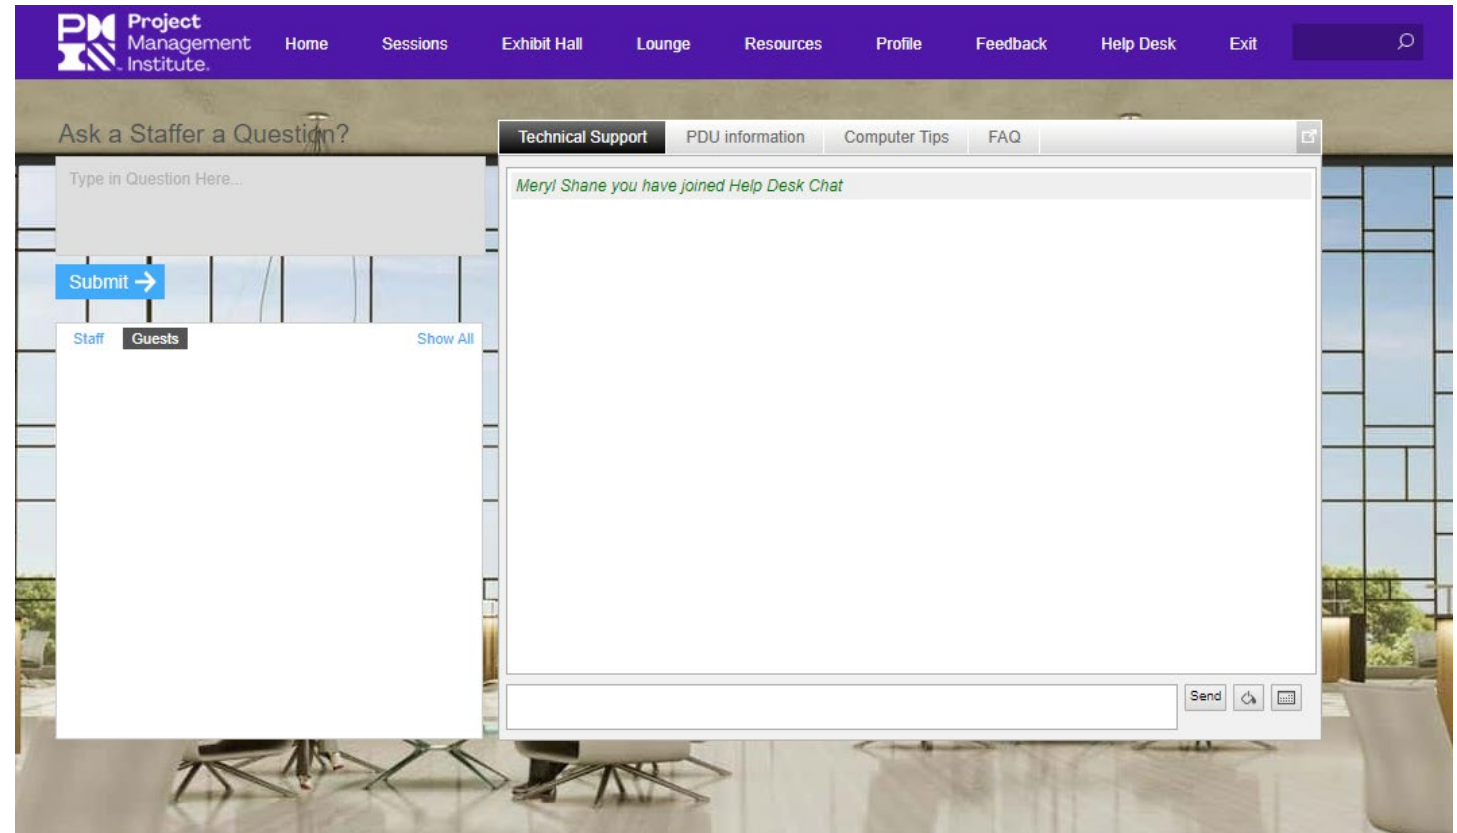 Project
Management
Institute.
Home Sessions Exhibit Hall Lounge Resources Profile Feedback Help Desk Exit
Ask a Staffer a Question?
Type in Question Here...
Submit
Staff Guests Show All
Technical Support PDU information Computer Tips FAQ
Meryl Shane you have joined Help Desk Chat
Send